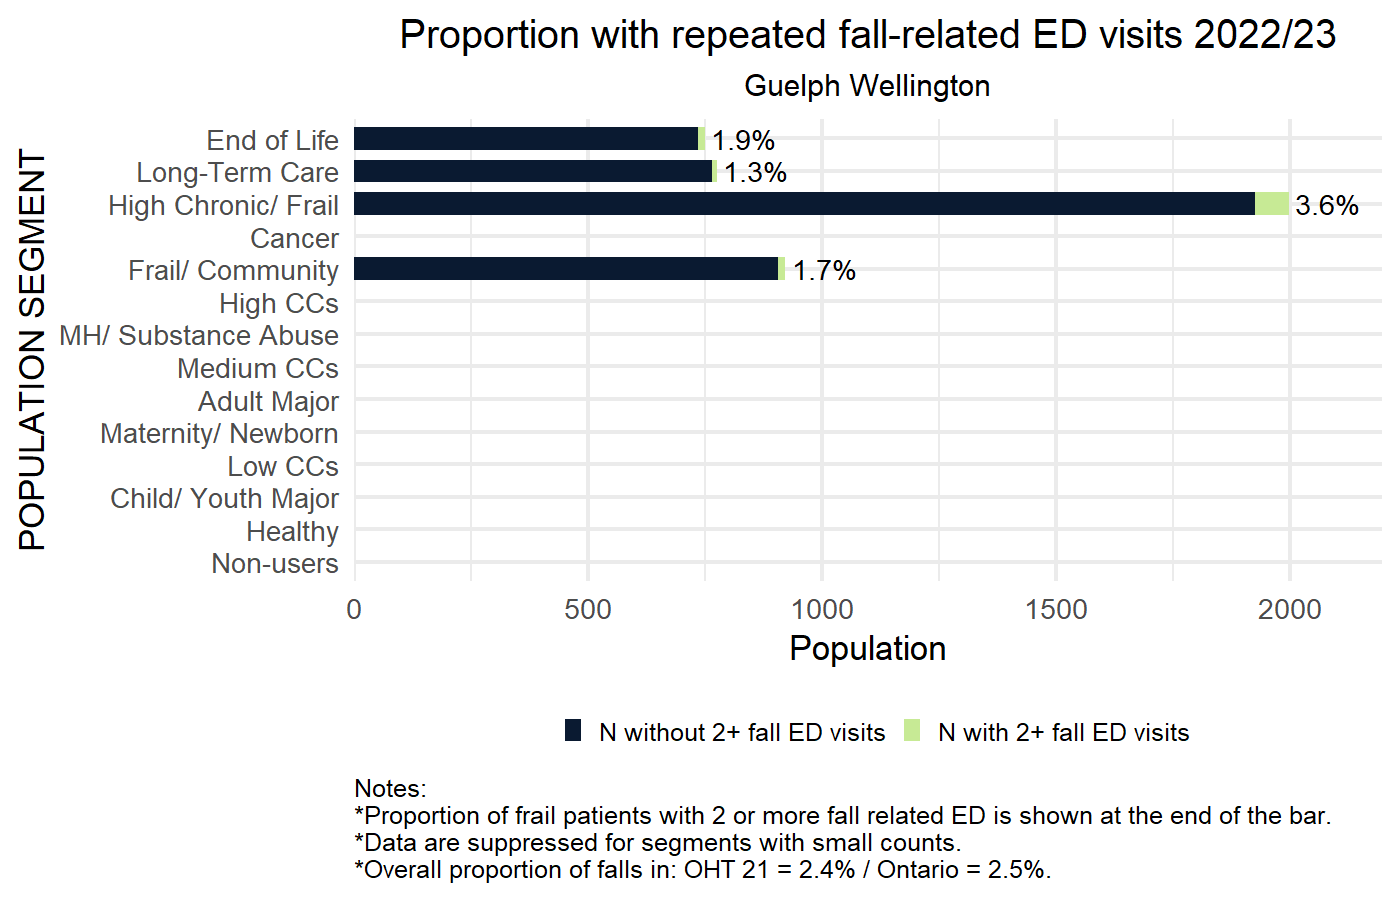 Proportion with repeated fall-related ED visits 2022/23
Guelph Wellington
POPULATION SEGMENT
End of Life 1.9%
Long-Term Care 1.3%
High Chronic/ Frail 3.6%
Cancer
Frail/ Community 1.7%
High CCs
MH/ Substance Abuse
Medium CCs
Adult Major
Maternity/ Newborn
Low CCs
Child/ Youth Major
Healthy
Non-users
0 500 1000 1500 2000
Population
N without 2+ fall ED visits N with 2+ fall ED visits
Notes:
*Proportion of frail patients with 2 or more fall related ED is shown at the end of the bar.
*Data are suppressed for segments with small counts.
*Overall proportion of falls in: OHT 21 = 2.4% / Ontario = 2.5%.